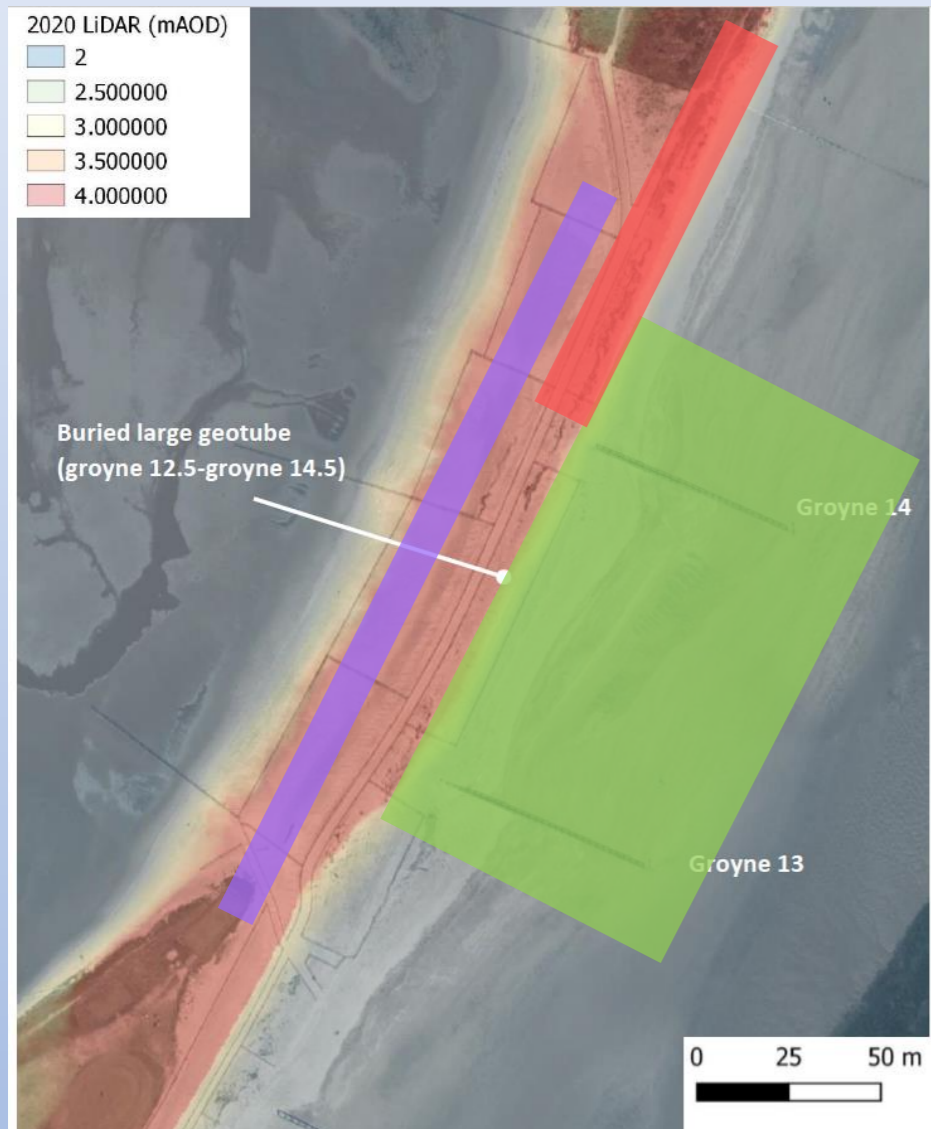 2020 LiDAR (mAOD)
2
2.500000
3.000000
3.500000
4.000000
Buried large geotube
(groyne 12.5-groyne 14.5)
Groyne 14
Groyne 13
0 25 50 m